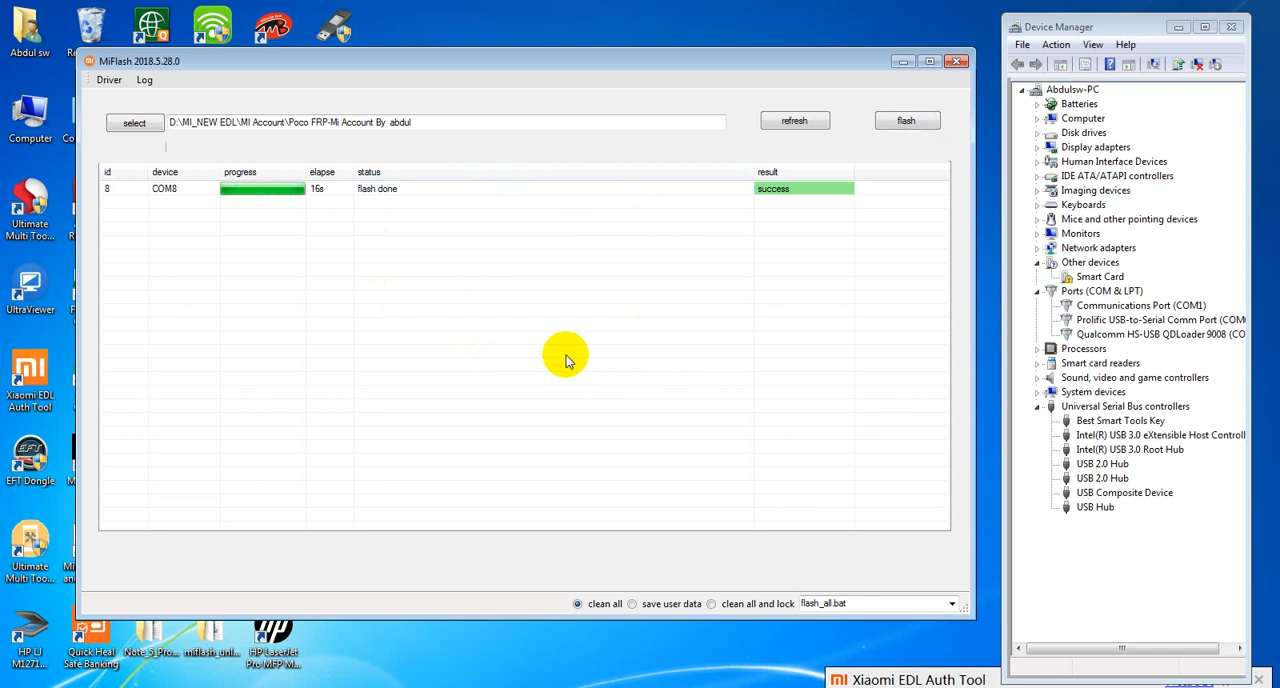 Abdul sw
MiFlash 2018.5.28.0
Driver Log
select D:\MI_NEW EDL\MI Account\Poco FRP-Mi Account By abdul refresh flash
id device progress elapse status result
8 COM8 16s flash done success
clean all save user data clean all and lock flash_all.bat
Computer
Ultimate
Multi Too...
UltraViewer
Xiaomi EDL
Auth Tool
EFT Dongle
Ultimate
Multi Too...
HP LJ
M1271...
Quick Heal
Safe Banking
Note_5_Pro...
miflash_unl...
HP LaserJet
Pro MFP M...
Device Manager
File Action View Help
Abdulsw-PC
Batteries
Computer
Disk drives
Display adapters
Human Interface Devices
IDE ATA/ATAPI controllers
Imaging devices
Keyboards
Mice and other pointing devices
Monitors
Network adapters
Other devices
Smart Card
Ports (COM & LPT)
Communications Port (COM1)
Prolific USB-to-Serial Comm Port (COM
Qualcomm HS-USB QDLoader 9008 (CO
Processors
Smart card readers
Sound, video and game controllers
System devices
Universal Serial Bus controllers
Best Smart Tools Key
Intel(R) USB 3.0 eXtensible Host Controll
Intel(R) USB 3.0 Root Hub
USB 2.0 Hub
USB 2.0 Hub
USB Composite Device
USB Hub
Xiaomi EDL Auth Tool